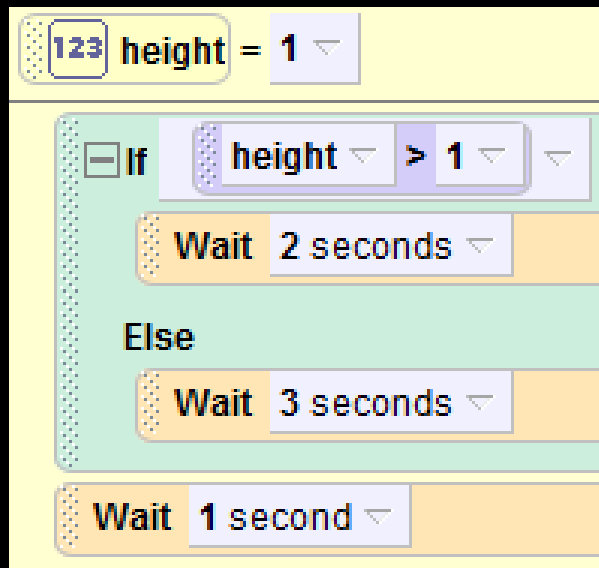 123 height = 1
If height > 1
Wait 2 seconds
Else
Wait 3 seconds
Wait 1 second